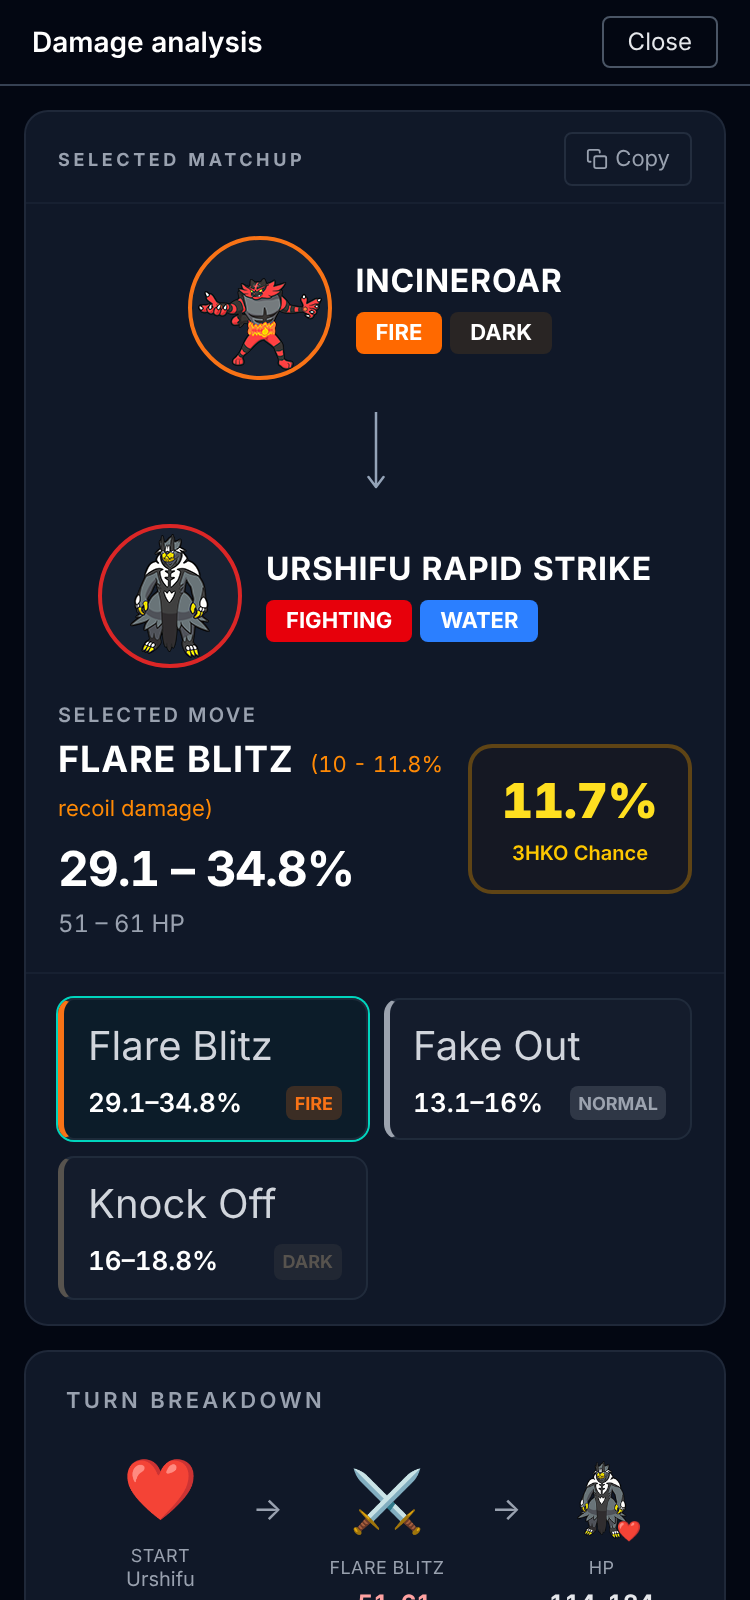 Damage analysis
Close
SELECTED MATCHUP
Copy
INCINEROAR
FIRE
DARK
URSHIFU RAPID STRIKE
FIGHTING
WATER
SELECTED MOVE
FLARE BLITZ (10 - 11.8%
recoil damage)
29.1 – 34.8%
51 – 61 HP
11.7%
3HKO Chance
Flare Blitz
29.1–34.8%
FIRE
Fake Out
13.1–16%
NORMAL
Knock Off
16–18.8%
DARK
TURN BREAKDOWN
START
Urshifu
FLARE BLITZ
HP